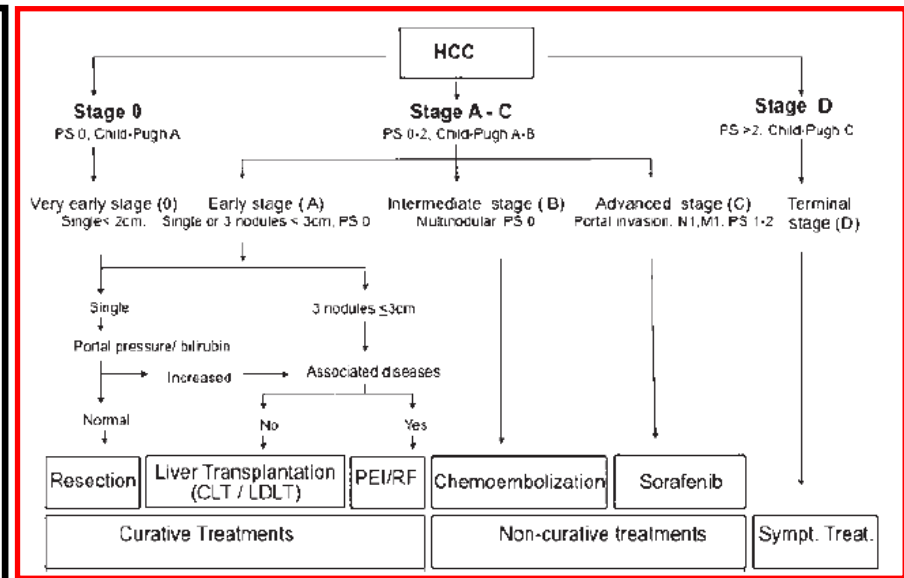 HCC
Stage 0
PS 0, Child-Pugh A
Stage A - C
PS 0-2, Child-Pugh A-B
Stage D
PS >2, Child-Pugh C
Very early stage (0)
Single< 2cm.
Early stage (A)
Single or 3 nodules < 3cm, PS 0
Intermediate stage (B)
Multinodular, PS 0
Advanced stage (C)
Portal invasion, N1,M1, PS 1-2
Terminal
stage (D)
Single
3 nodules ≤3cm
Portal pressure/ bilirubin
Increased
Associated diseases
Normal
No
Yes
Resection
Liver Transplantation
(CLT / LDLT)
PEI/RF
Chemoembolization
Sorafenib
Curative Treatments
Non-curative treatments
Sympt. Treat.